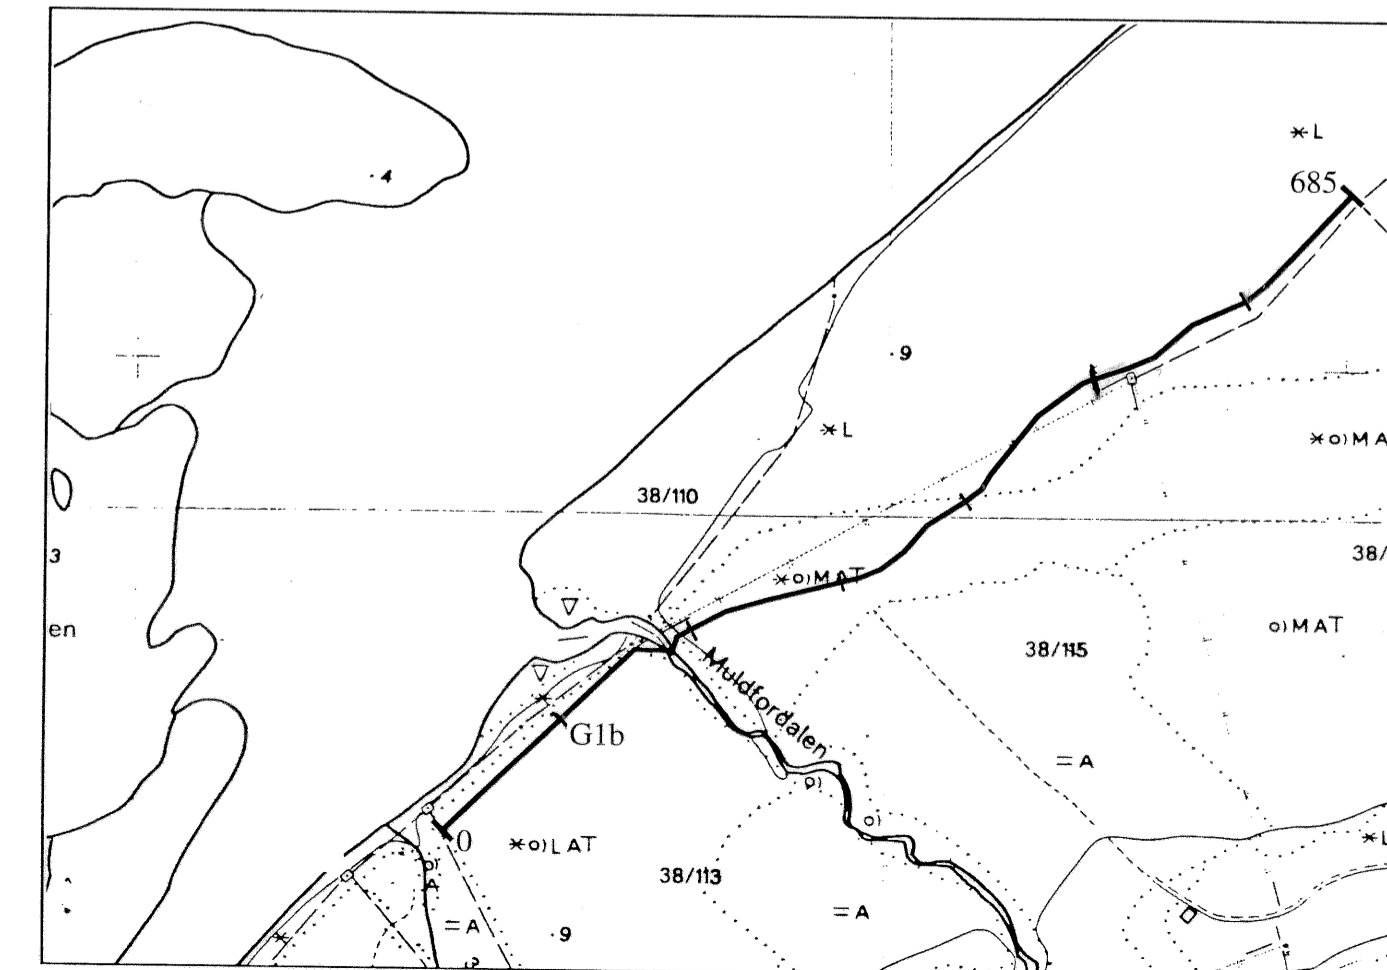 L
685
4
9
L
o) MA
38/110
3
38/
o) MAT
en
o) MAT
38/115
Muldfordalen
G1b
A
o)
o)
0
o) LAT
o)
38/113
L
A
A
A
9